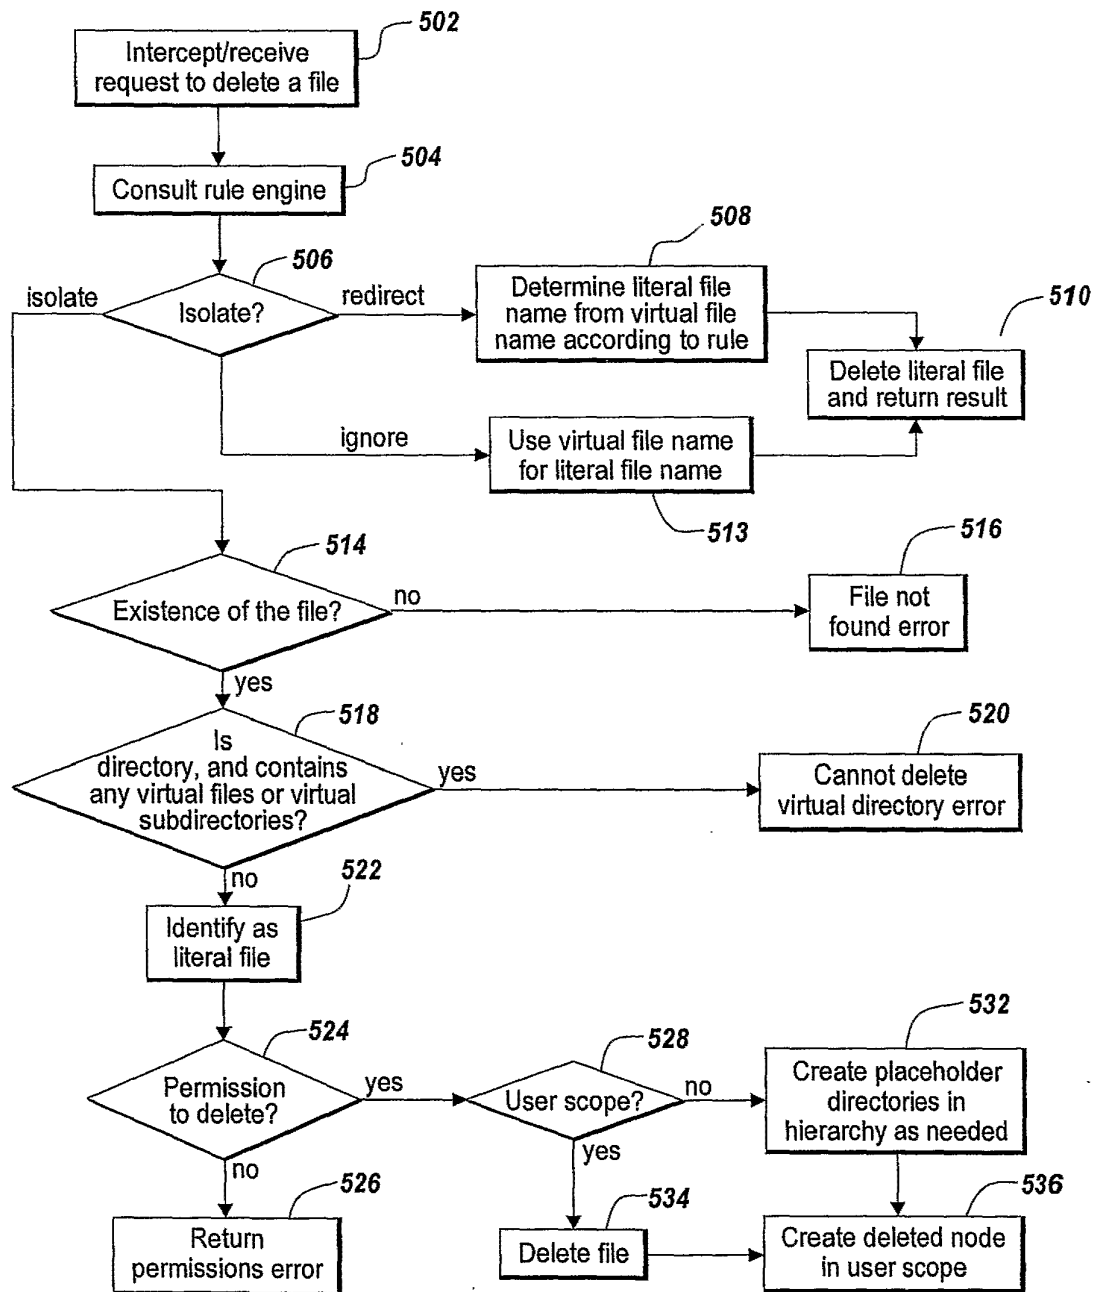 502
Intercept/receive
request to delete a file
504
Consult rule engine
506
isolate
Isolate?
redirect
508
Determine literal file
name from virtual file
name according to rule
510
Delete literal file
and return result
ignore
Use virtual file name
for literal file name
513
514
Existence of the file?
no
516
File not
found error
yes
518
Is
directory, and contains
any virtual files or virtual
subdirectories?
yes
520
Cannot delete
virtual directory error
no
522
Identify as
literal file
524
Permission
to delete?
yes
528
User scope?
no
532
Create placeholder
directories in
hierarchy as needed
no
526
Return
permissions error
yes
534
Delete file
536
Create deleted node
in user scope